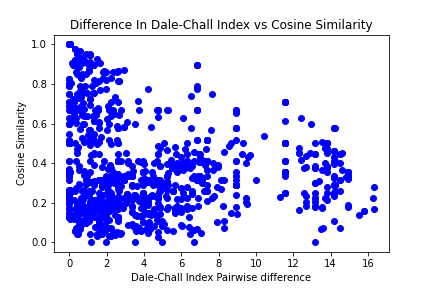 Difference In Dale-Chall Index vs Cosine Similarity
1.0
0.8
0.6
0.4
0.2
0.0
Cosine Similarity
0 2 4 6 8 10 12 14 16
Dale-Chall Index Pairwise difference